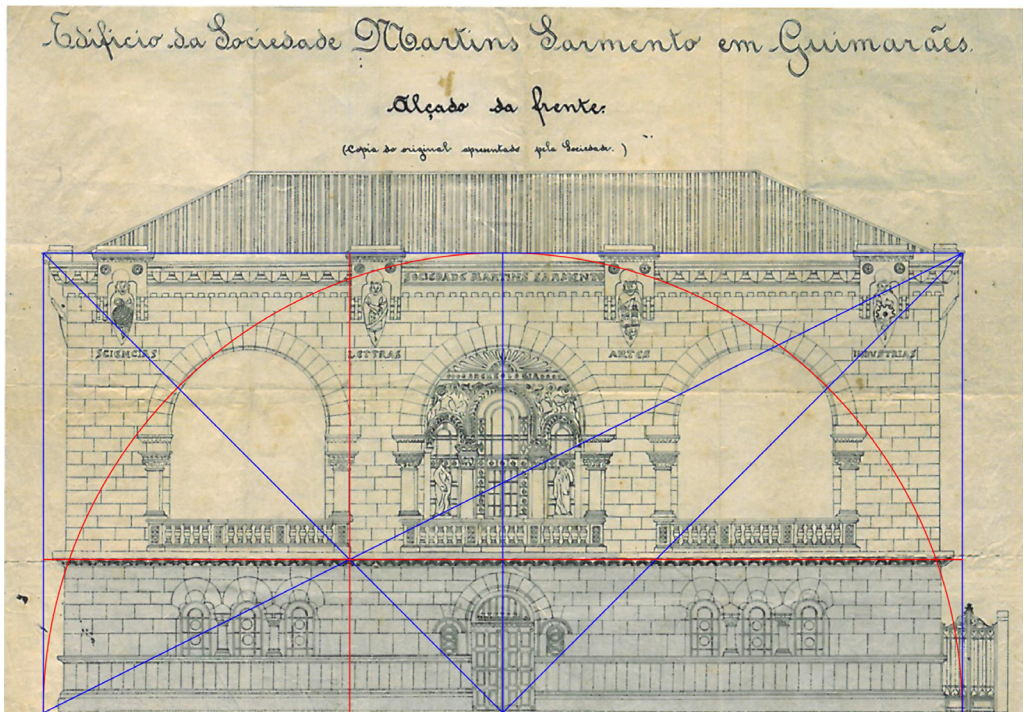 Edificio da Sociedade Martins Sarmento em Guimarães.
Alçado da frente.
(Copia do original apresentado pela Sociedade.)
SOCIEDADE MARTINS SARMENTO
SCIENCIAS LETTRAS ARTES INDUSTRIAS